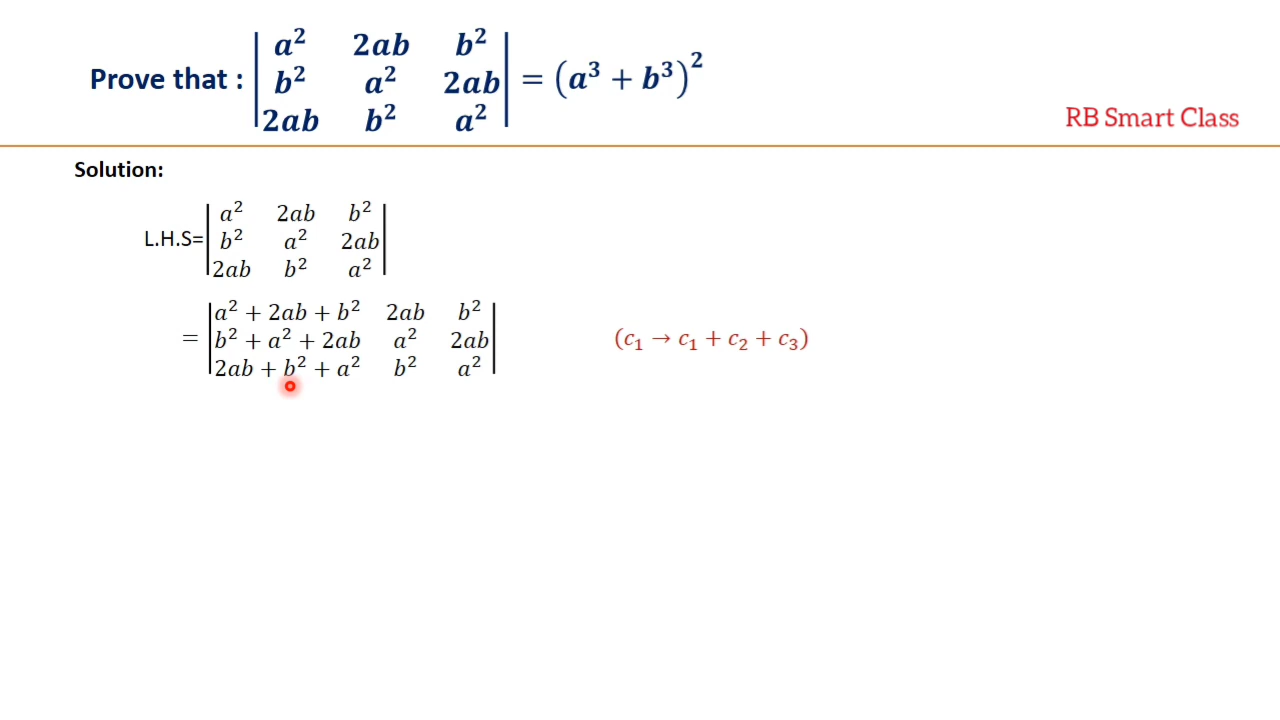 Prove that : | a² 2ab b² |
| b² a² 2ab | = (a³ + b³)²
| 2ab b² a² |
RB Smart Class
Solution:
| a² 2ab b² |
L.H.S= | b² a² 2ab |
| 2ab b² a² |
| a² + 2ab + b² 2ab b² |
= | b² + a² + 2ab a² 2ab | (c₁ → c₁ + c₂ + c₃)
| 2ab + b² + a² b² a² |